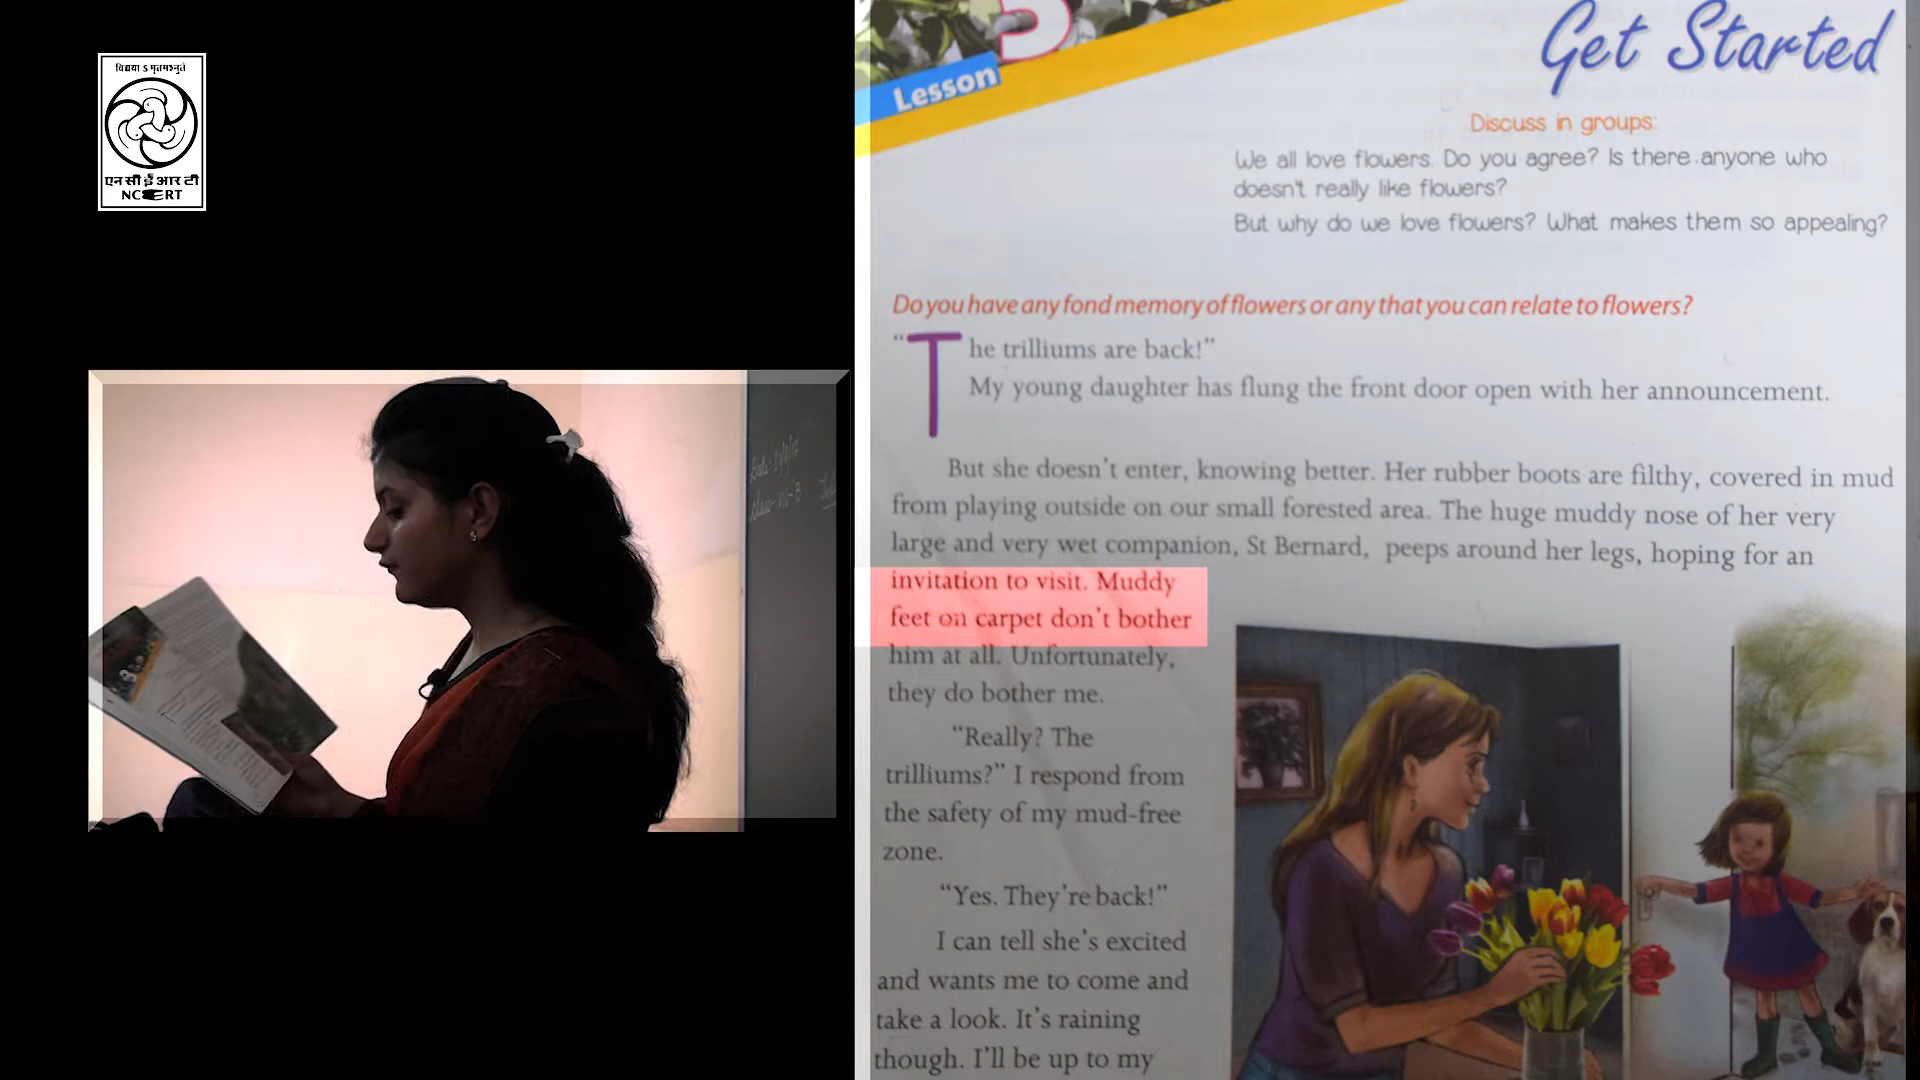 विद्यया ऽ मृतमश्नुते
एन सी ई आर टी
NCERT
Lesson
Get Started
Discuss in groups:
We all love flowers. Do you agree? Is there anyone who
doesn't really like flowers?
But why do we love flowers? What makes them so appealing?
Do you have any fond memory of flowers or any that you can relate to flowers?
"The trilliums are back!"
My young daughter has flung the front door open with her announcement.
But she doesn't enter, knowing better. Her rubber boots are filthy, covered in mud
from playing outside on our small forested area. The huge muddy nose of her very
large and very wet companion, St Bernard, peeps around her legs, hoping for an
invitation to visit. Muddy
feet on carpet don't bother
him at all. Unfortunately,
they do bother me.
"Really? The
trilliums?" I respond from
the safety of my mud-free
zone.
"Yes. They're back!"
I can tell she's excited
and wants me to come and
take a look. It's raining
though. I'll be up to my